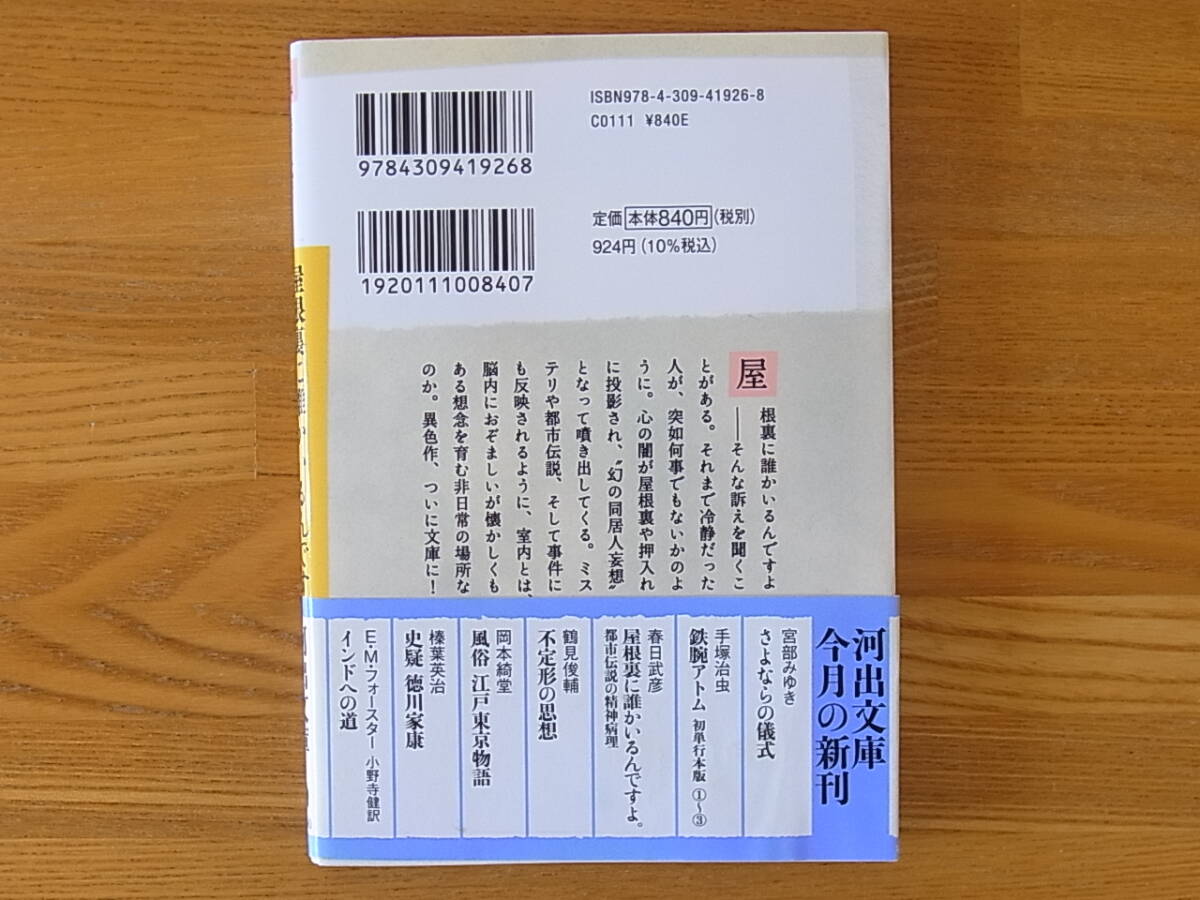 ISBN978-4-309-41926-8
C0111 ¥840E
9784309419268
定価 本体840円 (税別)
924円 (10%税込)
1920111008407
屋根裏に誰かいるんですよ
――そんな訴えを聞くこ
とがある。それまで冷静だった
人が、突如何事でもないかのよ
うに。心の闇が屋根裏や押入れ
に投影され、〝幻の同居人妄想〟
となって噴き出してくる。ミス
テリや都市伝説、そして事件に
も反映されるように、室内とは、
脳内におぞましいが懐かしくも
ある想念を育む非日常の場所な
のか。異色作、ついに文庫に!
河出文庫
今月の新刊
宮部みゆき
さよならの儀式
手塚治虫
鉄腕アトム 初単行本版 ①〜③
春日武彦
屋根裏に誰かいるんですよ。
都市伝説の精神病理
鶴見俊輔
不定形の思想
岡本綺堂
風俗 江戸東京物語
榛葉英治
史疑 徳川家康
E・M・フォースター 小野寺健訳
インドへの道